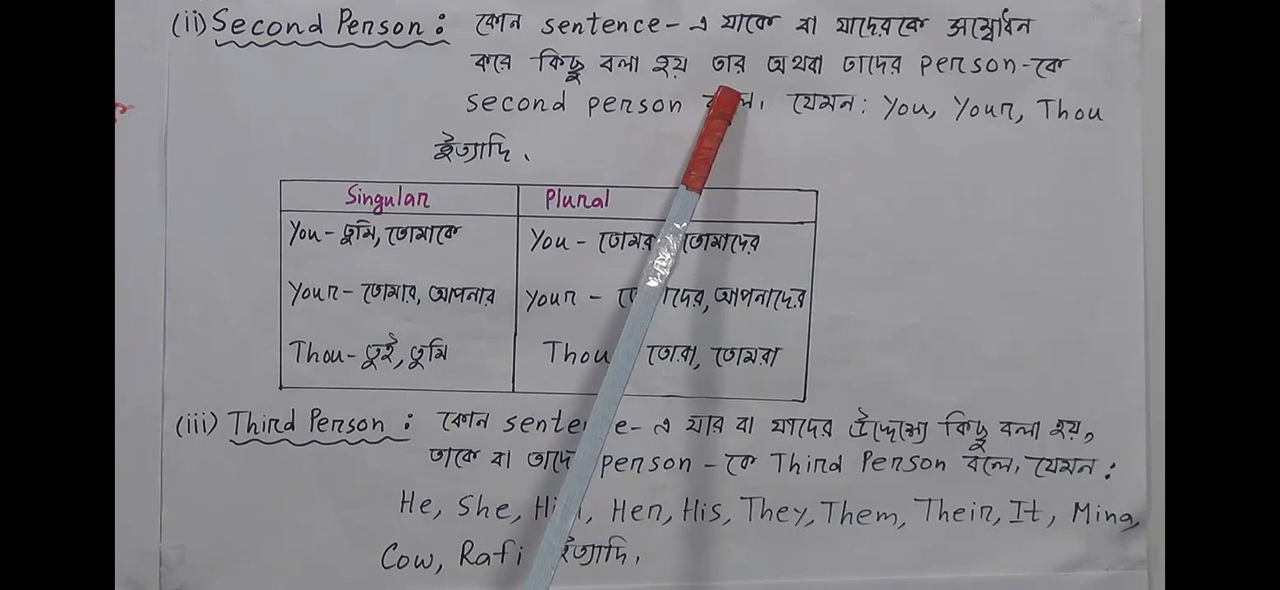 (ii) Second Person: কোন sentence-এ যাকে বা যাদেরকে সম্বোধন
করে কিছু বলা হয় তার অথবা তাদের person-কে
second person বলে। যেমন: You, Your, Thou
ইত্যাদি।
Singular Plural
You-তুমি, তোমাকে You - তোমরা তোমাদের
Your-তোমার, আপনার Your - দের, আপনাদের
Thou-তুই, তুমি Thou তোরা, তোমরা
(iii) Third Person: কোন sentence-এ যার বা যাদের উদ্দেশ্যে কিছু বলা হয়,
তাকে বা তাদের person-কে Third Person বলে। যেমন:
He, She, Her, His, They, Them, Their, It, Mina,
Cow, Rafi ইত্যাদি।